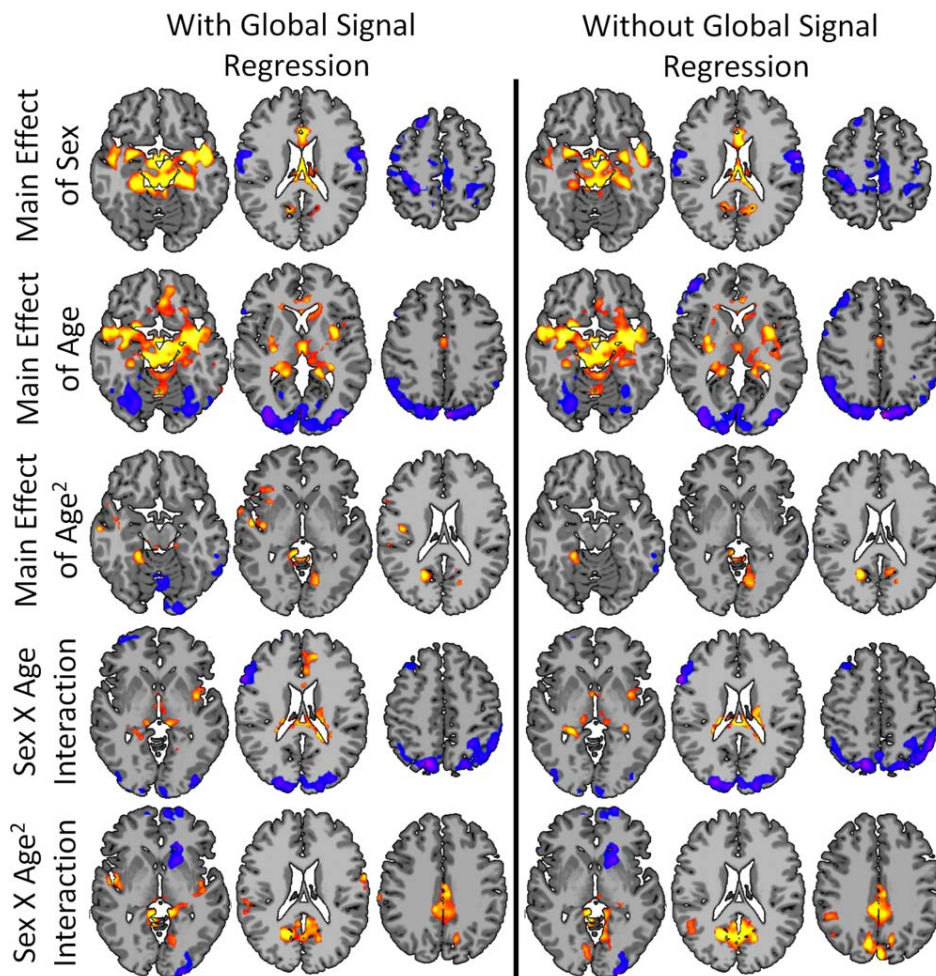 With Global Signal
Regression
Without Global Signal
Regression
Main Effect
of Sex
Main Effect
of Age
Main Effect
of Age²
Sex X Age
Interaction
Sex X Age²
Interaction